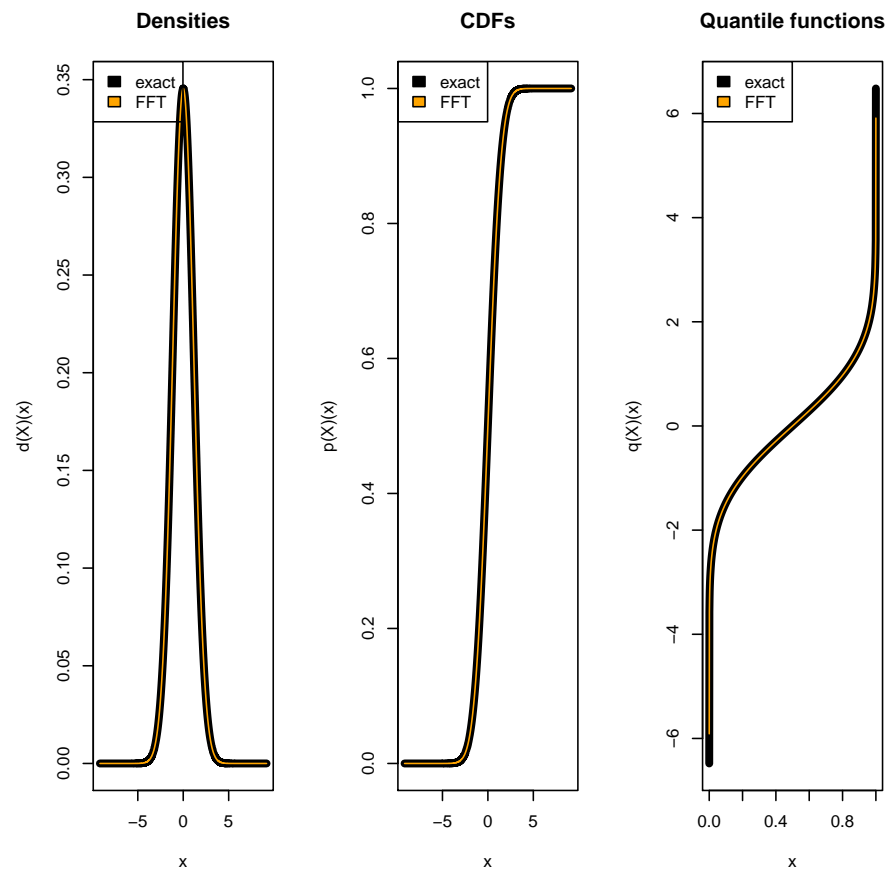 Densities
exact
FFT
0.35
0.30
0.25
0.20
0.15
0.10
0.05
0.00
d(X)(x)
−5 0 5
x
CDFs
exact
FFT
1.0
0.8
0.6
0.4
0.2
0.0
p(X)(x)
−5 0 5
x
Quantile functions
exact
FFT
6
4
2
0
−2
−4
−6
q(X)(x)
0.0 0.4 0.8
x